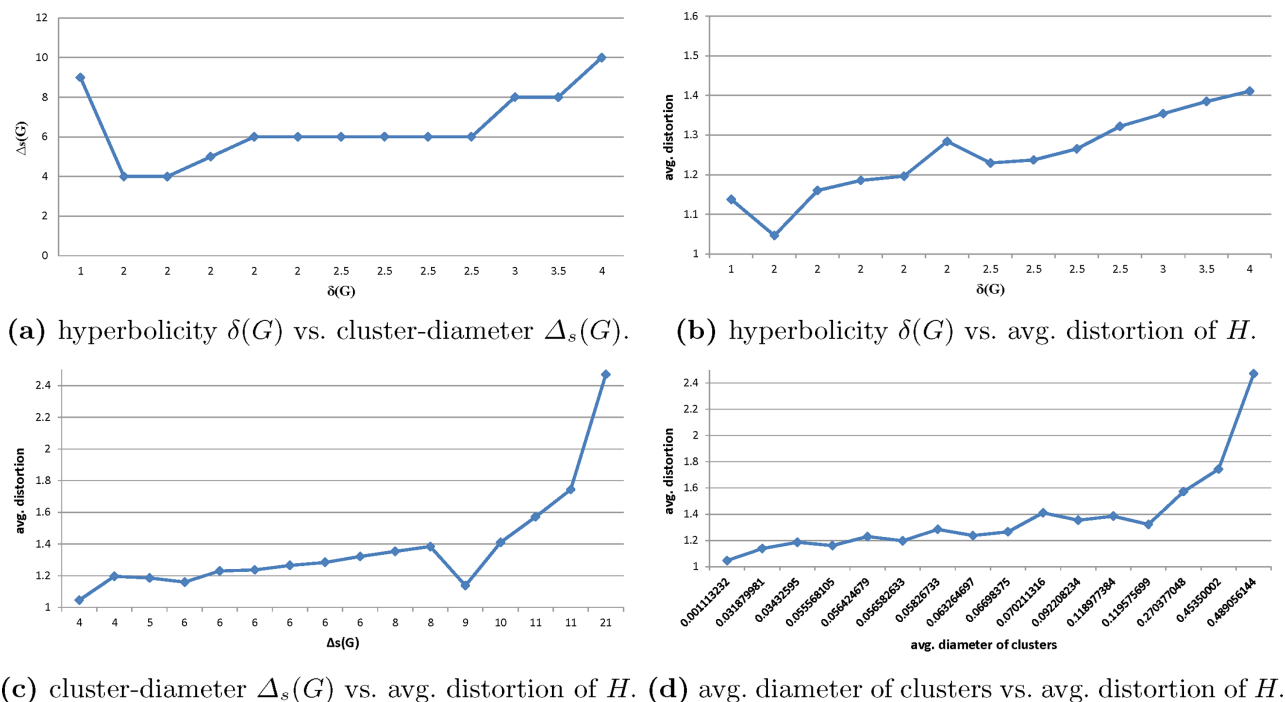 12
10
8
6
4
2
0
Δs(G)
1 2 2 2 2 2 2.5 2.5 2.5 2.5 3 3.5 4
δ(G)
(a) hyperbolicity δ(G) vs. cluster-diameter Δs(G).
1.6
1.5
1.4
1.3
1.2
1.1
1
avg. distortion
1 2 2 2 2 2 2.5 2.5 2.5 2.5 3 3.5 4
δ(G)
(b) hyperbolicity δ(G) vs. avg. distortion of H.
2.4
2.2
2
1.8
1.6
1.4
1.2
1
avg. distortion
4 4 5 6 6 6 6 6 6 8 8 9 10 11 11 21
Δs(G)
(c) cluster-diameter Δs(G) vs. avg. distortion of H.
2.4
2.2
2
1.8
1.6
1.4
1.2
1
avg. distortion
0.001113232 0.031879981 0.03432595 0.055568105 0.056424679 0.056582633 0.05826733 0.063264697 0.06698375 0.070211316 0.092208234 0.118977384 0.119575699 0.270377048 0.45350002 0.489056144
avg. diameter of clusters
(d) avg. diameter of clusters vs. avg. distortion of H.